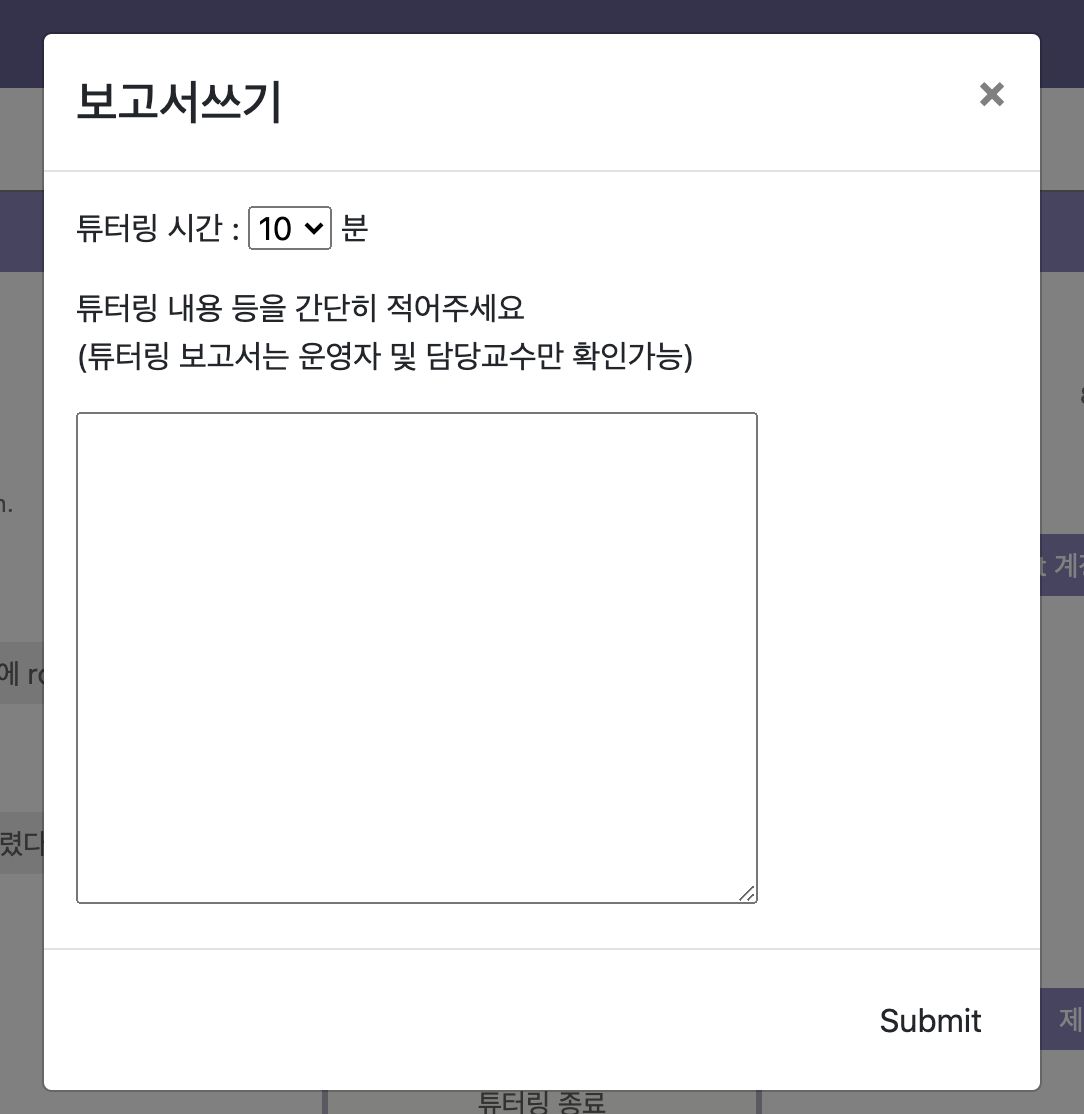 보고서쓰기
×
튜터링 시간 : 10 분
튜터링 내용 등을 간단히 적어주세요
(튜터링 보고서는 운영자 및 담당교수만 확인가능)
에
렸다
제
Submit
튜터링 종료